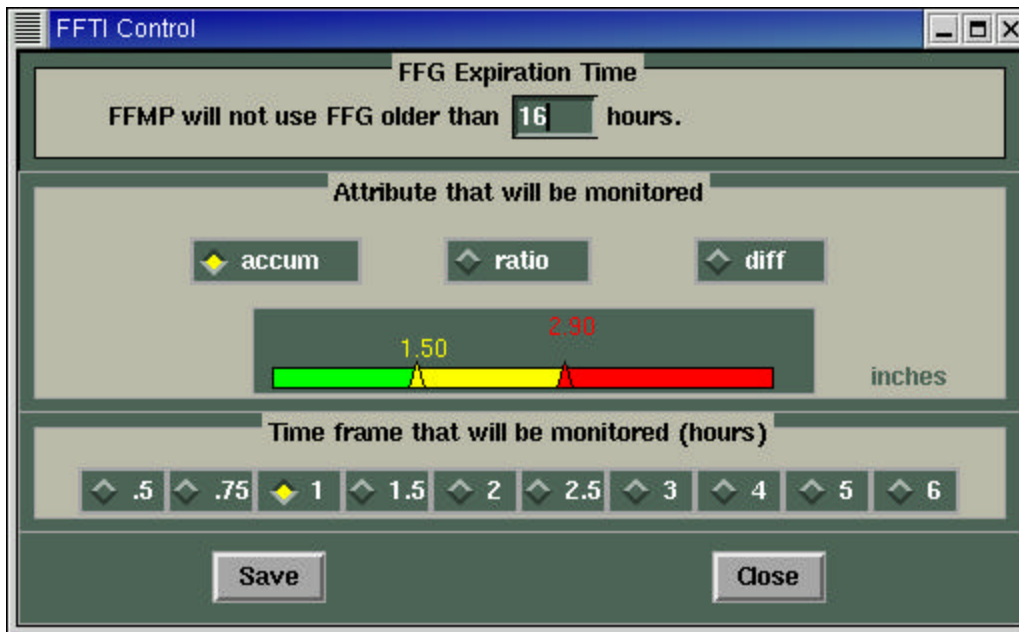 FFTI Control
FFG Expiration Time
FFMP will not use FFG older than 16 hours.
Attribute that will be monitored
accum ratio diff
2.90
1.50
inches
Time frame that will be monitored (hours)
.5 .75 1 1.5 2 2.5 3 4 5 6
Save Close